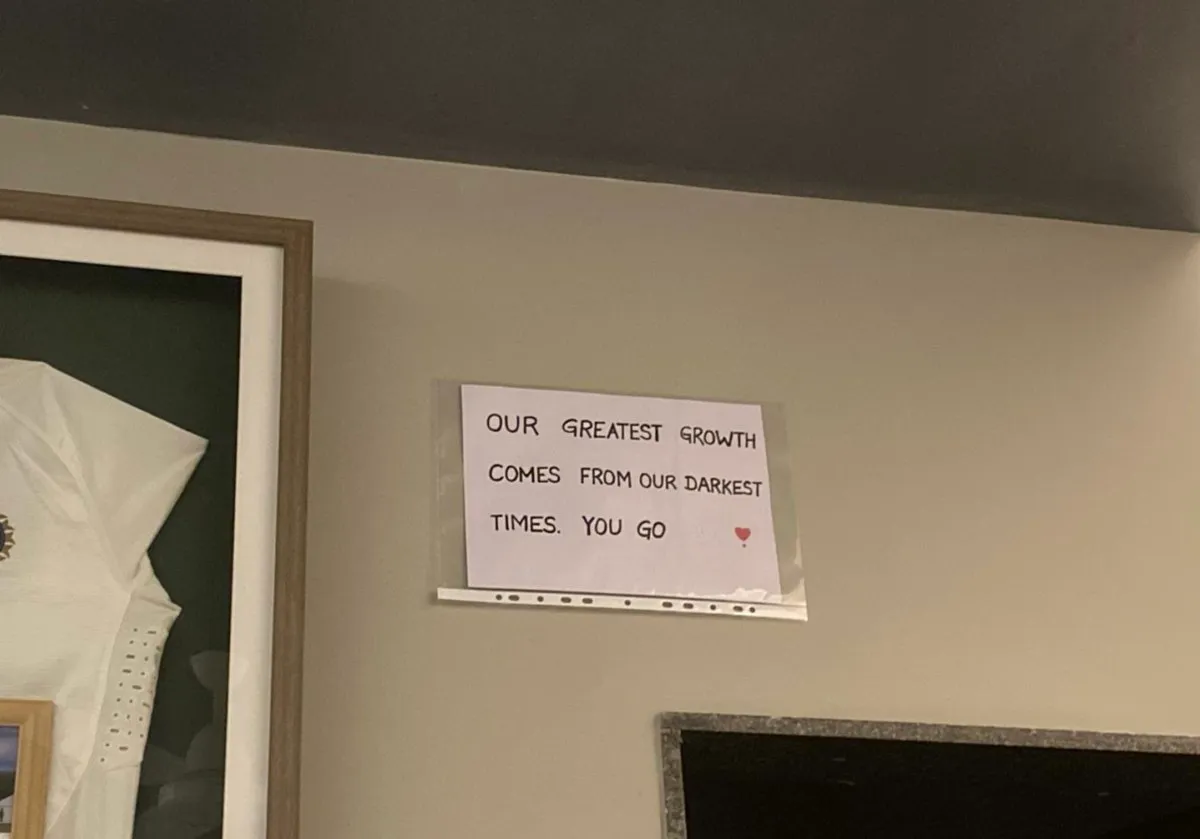 OUR GREATEST GROWTH
COMES FROM OUR DARKEST
TIMES. YOU GO